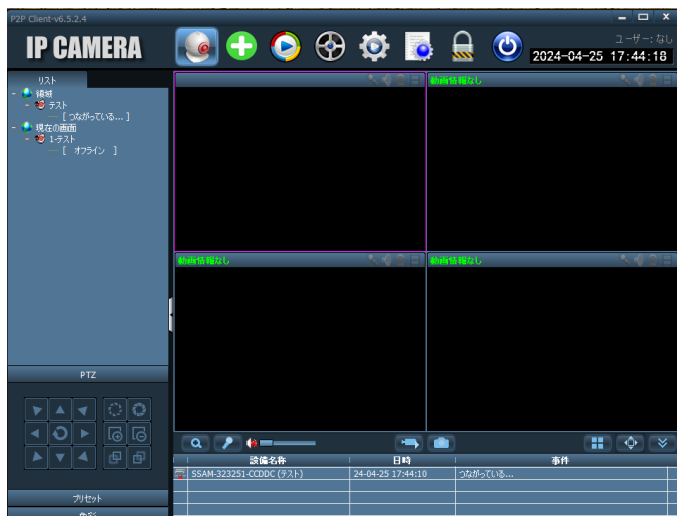 P2P Client-v6.5.2.4
IP CAMERA
ユーザー: なし
2024-04-25 17:44:18
リスト
領域
テスト
[ つながっている... ]
現在の画面
1-テスト
[ オフライン ]
動画情報なし
動画情報なし
動画情報なし
PTZ
プリセット
色彩
設備名称 日時 事件
SSAM-323251-CCDDC (テスト) 24-04-25 17:44:10 つながっている...